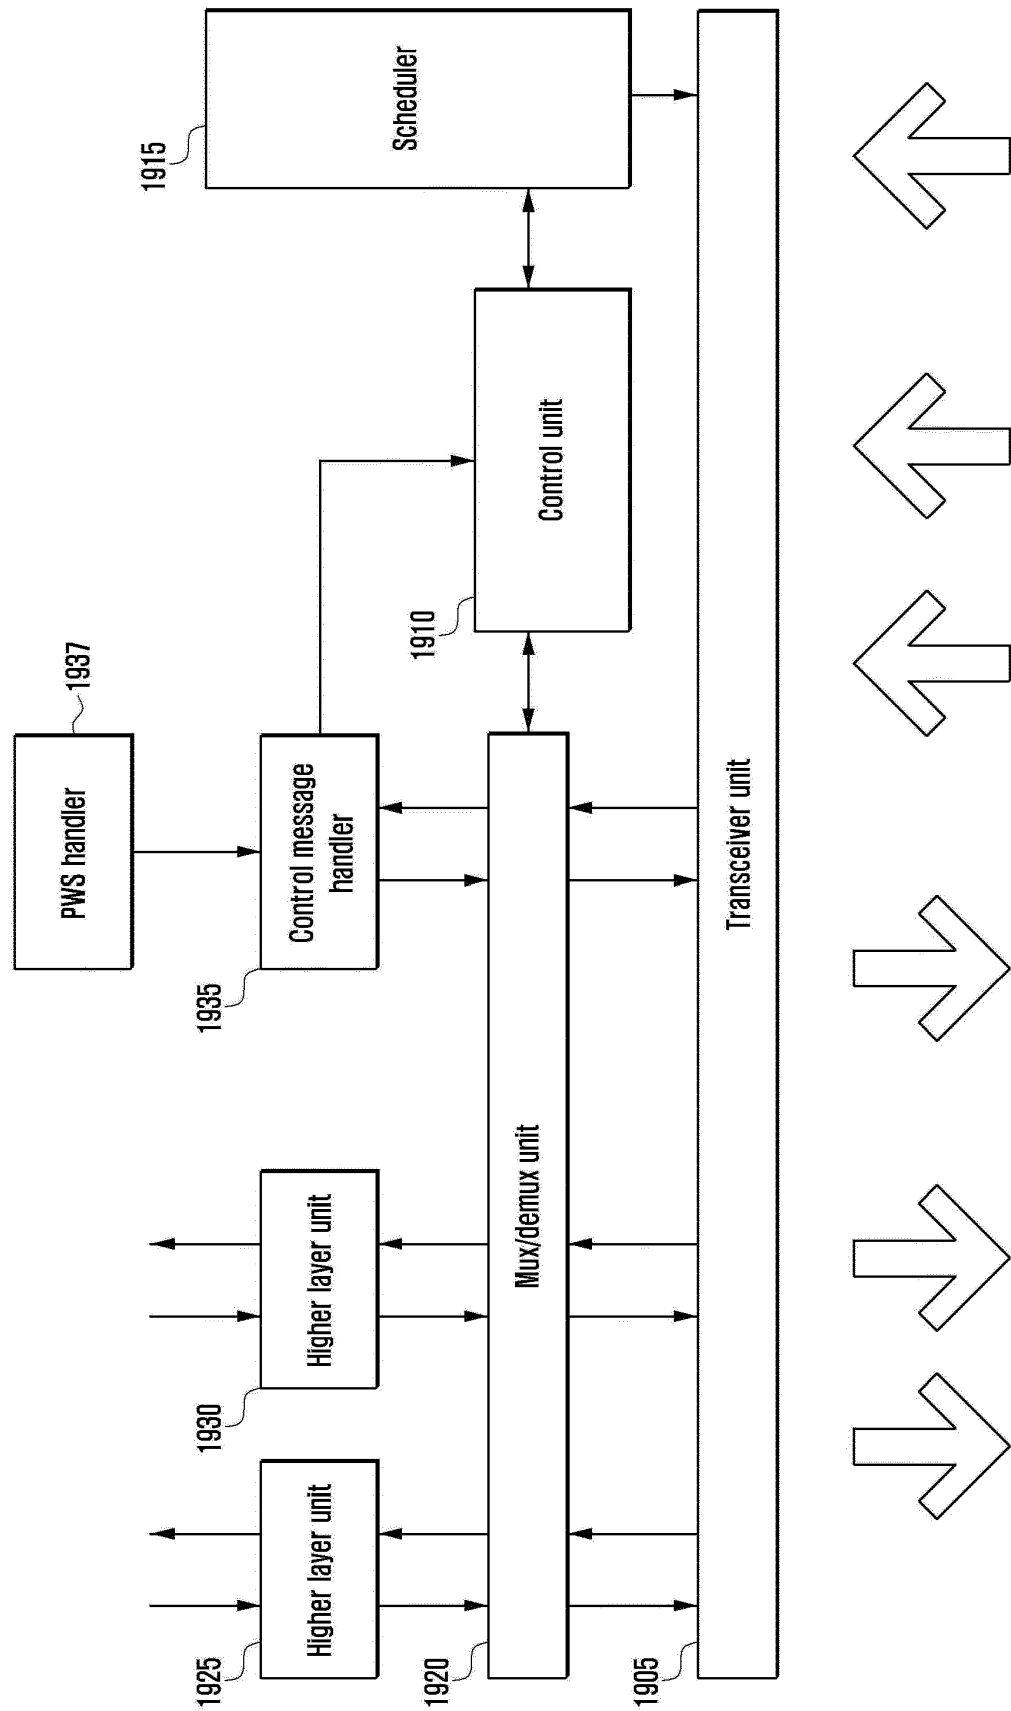 1937
PWS handler
1925
Higher layer unit
1930
Higher layer unit
1935
Control message
handler
1915
Scheduler
1920
Mux/demux unit
1910
Control unit
1905
Transceiver unit